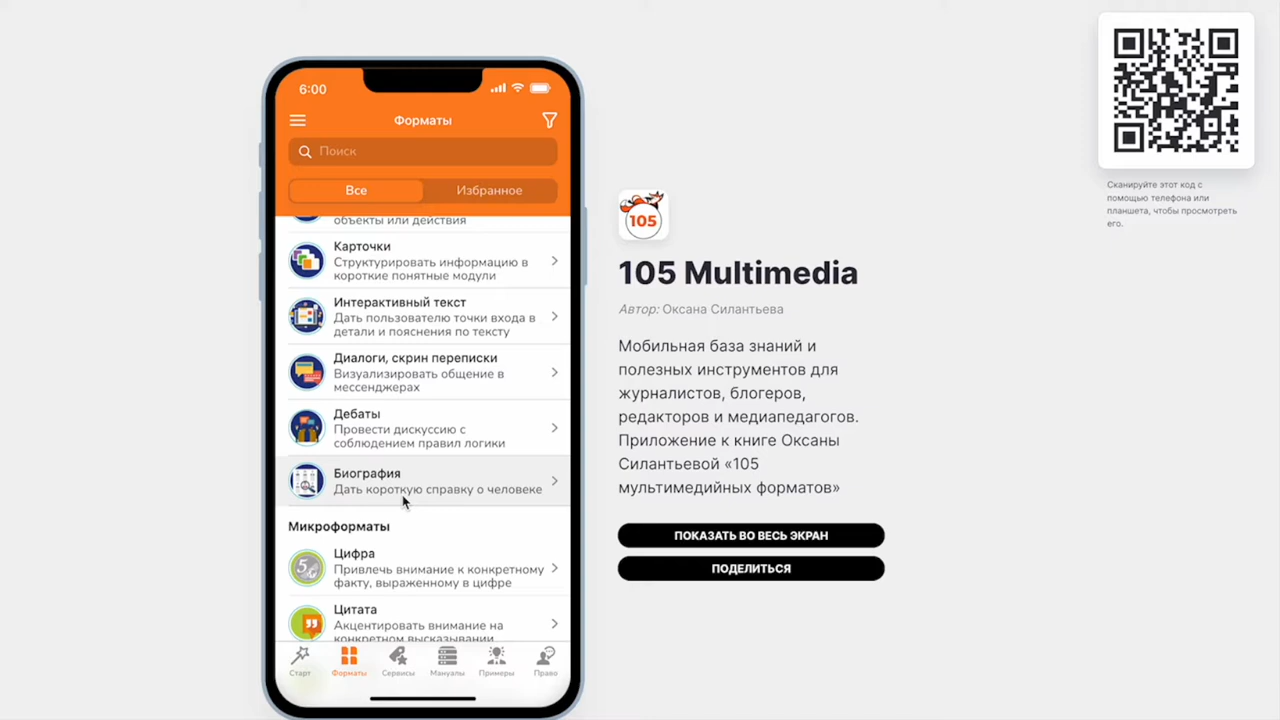 6:00
Форматы
Поиск
Все
Избранное
объекты или действия
Карточки
Структурировать информацию в
короткие понятные модули
Интерактивный текст
Дать пользователю точки входа в
детали и пояснения по тексту
Диалоги, скрин переписки
Визуализировать общение в
мессенджерах
Дебаты
Провести дискуссию с
соблюдением правил логики
Биография
Дать короткую справку о человеке
Микроформаты
Цифра
Привлечь внимание к конкретному
факту, выраженному в цифре
Цитата
Акцентировать внимание на
конкретном высказывании
Старт
Форматы
Сервисы
Мануалы
Примеры
Право
105
105 Multimedia
Автор: Оксана Силантьева
Мобильная база знаний и
полезных инструментов для
журналистов, блогеров,
редакторов и медиапедагогов.
Приложение к книге Оксаны
Силантьевой «105
мультимедийных форматов»
ПОКАЗАТЬ ВО ВЕСЬ ЭКРАН
ПОДЕЛИТЬСЯ
Сканируйте этот код с
помощью телефона или
планшета, чтобы просмотреть
его.